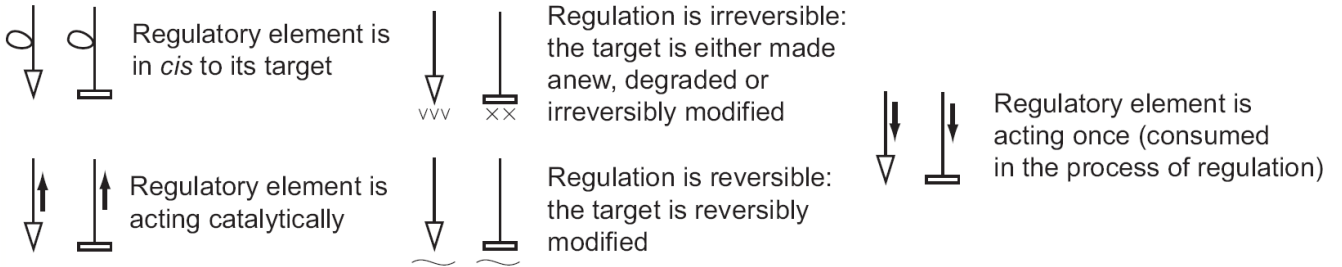 Regulatory element is
in cis to its target
Regulatory element is
acting catalytically
Regulation is irreversible:
the target is either made
anew, degraded or
irreversibly modified
Regulation is reversible:
the target is reversibly
modified
Regulatory element is
acting once (consumed
in the process of regulation)